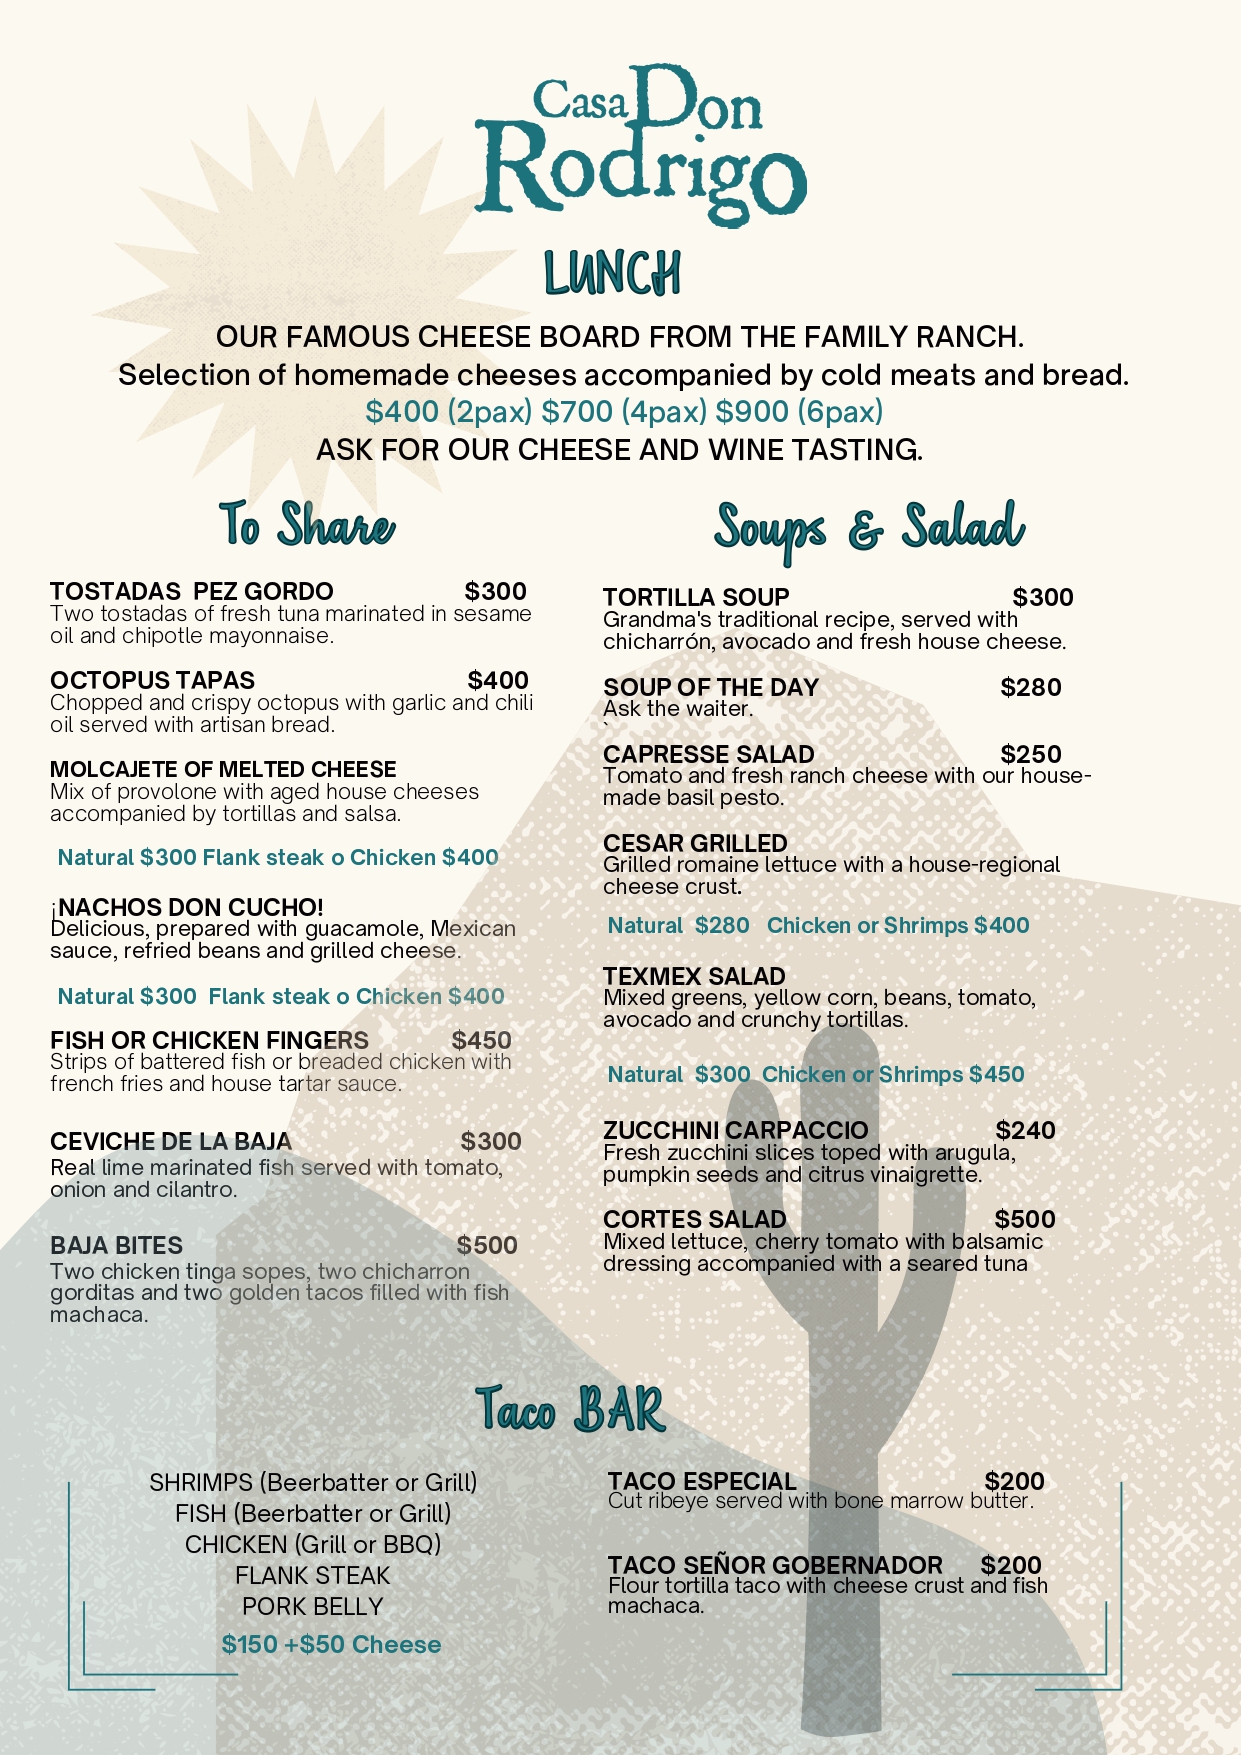 Casa Don
Rodrigo
LUNCH
OUR FAMOUS CHEESE BOARD FROM THE FAMILY RANCH.
Selection of homemade cheeses accompanied by cold meats and bread.
$400 (2pax) $700 (4pax) $900 (6pax)
ASK FOR OUR CHEESE AND WINE TASTING.
To Share
TOSTADAS PEZ GORDO $300
Two tostadas of fresh tuna marinated in sesame
oil and chipotle mayonnaise.
OCTOPUS TAPAS $400
Chopped and crispy octopus with garlic and chili
oil served with artisan bread.
MOLCAJETE OF MELTED CHEESE
Mix of provolone with aged house cheeses
accompanied by tortillas and salsa.
Natural $300 Flank steak o Chicken $400
¡NACHOS DON CUCHO!
Delicious, prepared with guacamole, Mexican
sauce, refried beans and grilled cheese.
Natural $300 Flank steak o Chicken $400
FISH OR CHICKEN FINGERS $450
Strips of battered fish or breaded chicken with
french fries and house tartar sauce.
CEVICHE DE LA BAJA $300
Real lime marinated fish served with tomato,
onion and cilantro.
BAJA BITES $500
Two chicken tinga sopes, two chicharron
gorditas and two golden tacos filled with fish
machaca.
Soups & Salad
TORTILLA SOUP $300
Grandma's traditional recipe, served with
chicharrón, avocado and fresh house cheese.
SOUP OF THE DAY $280
Ask the waiter.
`
CAPRESSE SALAD $250
Tomato and fresh ranch cheese with our house-
made basil pesto.
CESAR GRILLED
Grilled romaine lettuce with a house-regional
cheese crust.
Natural $280 Chicken or Shrimps $400
TEXMEX SALAD
Mixed greens, yellow corn, beans, tomato,
avocado and crunchy tortillas.
Natural $300 Chicken or Shrimps $450
ZUCCHINI CARPACCIO $240
Fresh zucchini slices toped with arugula,
pumpkin seeds and citrus vinaigrette.
CORTES SALAD $500
Mixed lettuce, cherry tomato with balsamic
dressing accompanied with a seared tuna
Taco BAR
SHRIMPS (Beerbatter or Grill)
FISH (Beerbatter or Grill)
CHICKEN (Grill or BBQ)
FLANK STEAK
PORK BELLY
$150 +$50 Cheese
TACO ESPECIAL $200
Cut ribeye served with bone marrow butter.
TACO SEÑOR GOBERNADOR $200
Flour tortilla taco with cheese crust and fish
machaca.